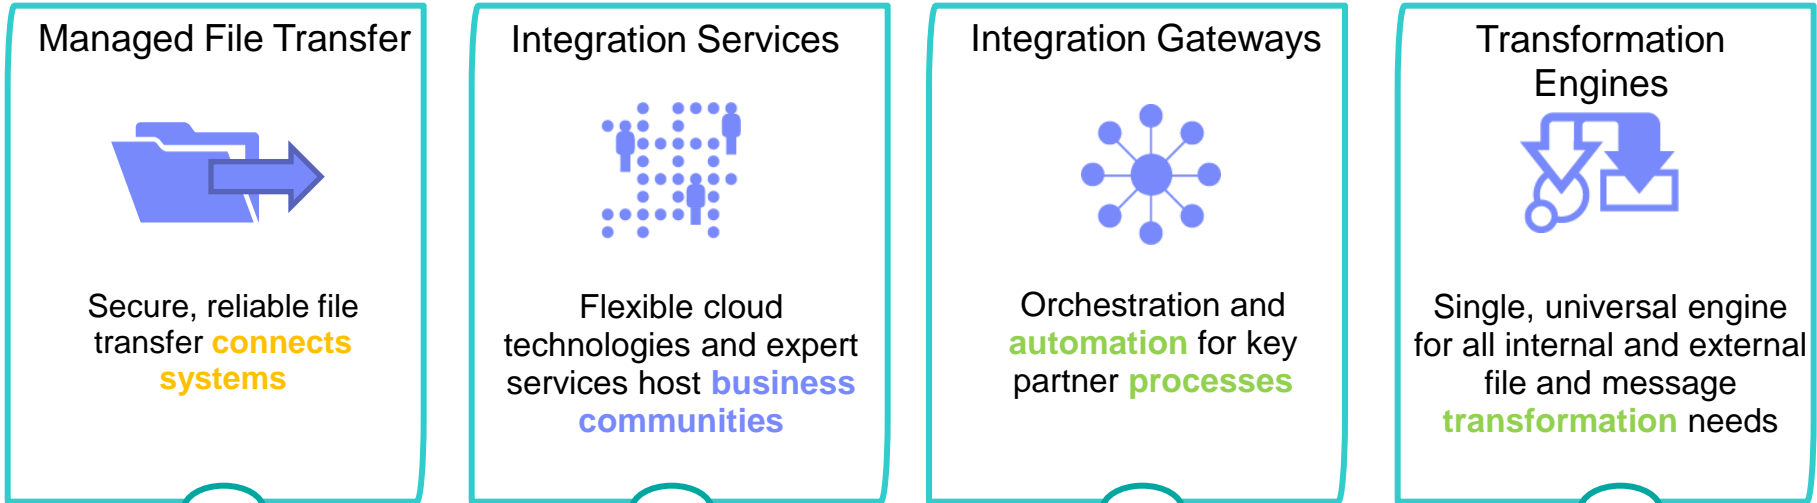 Managed File Transfer
Secure, reliable file
transfer connects
systems
Integration Services
Flexible cloud
technologies and expert
services host business
communities
Integration Gateways
Orchestration and
automation for key
partner processes
Transformation
Engines
Single, universal engine
for all internal and external
file and message
transformation needs